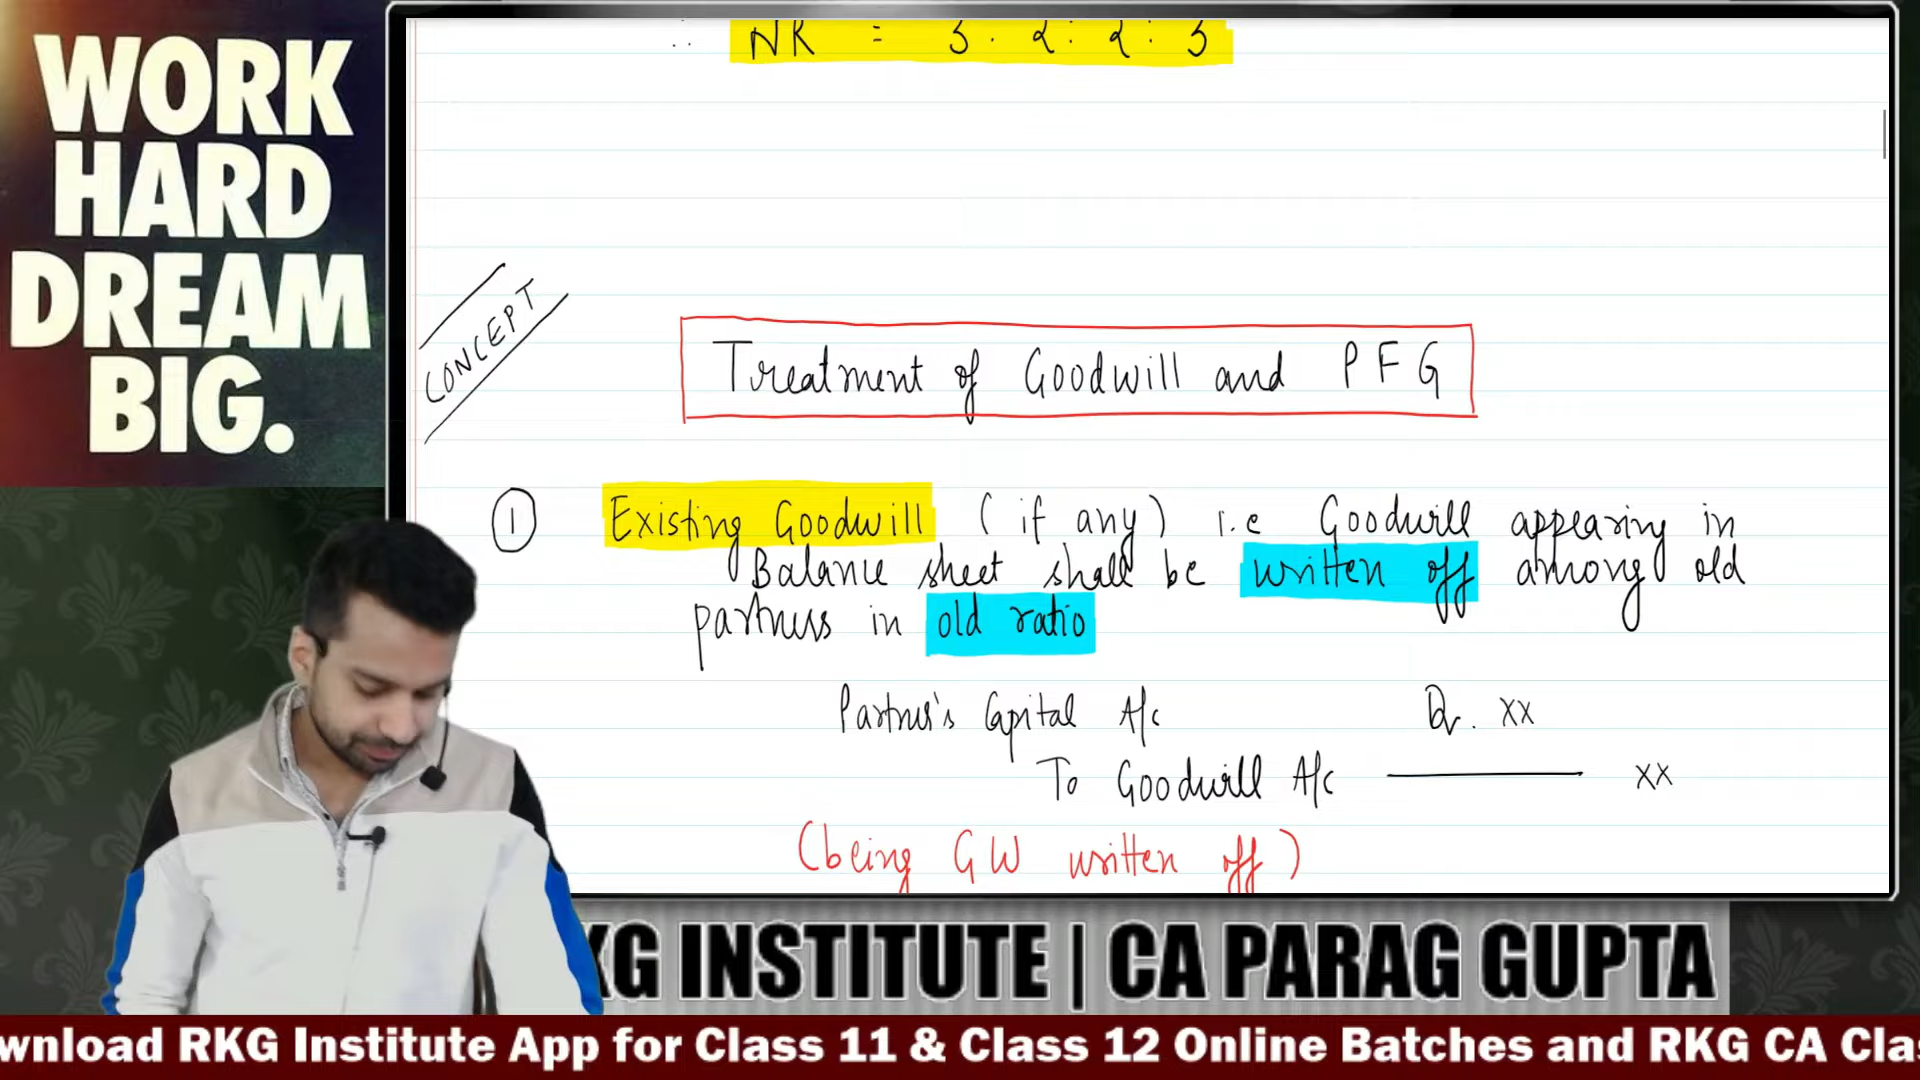 WORK
HARD
DREAM
BIG.
∴ NR = 3 : 2 : 2 : 3
CONCEPT
Treatment of Goodwill and PFG
① Existing Goodwill (if any) i.e Goodwill appearing in
Balance sheet shall be written off among old
partners in old ratio
Partner's Capital A/c Dr. xx
To Goodwill A/c xx
(being GW written off)
KG INSTITUTE | CA PARAG GUPTA
wnload RKG Institute App for Class 11 & Class 12 Online Batches and RKG CA Clas